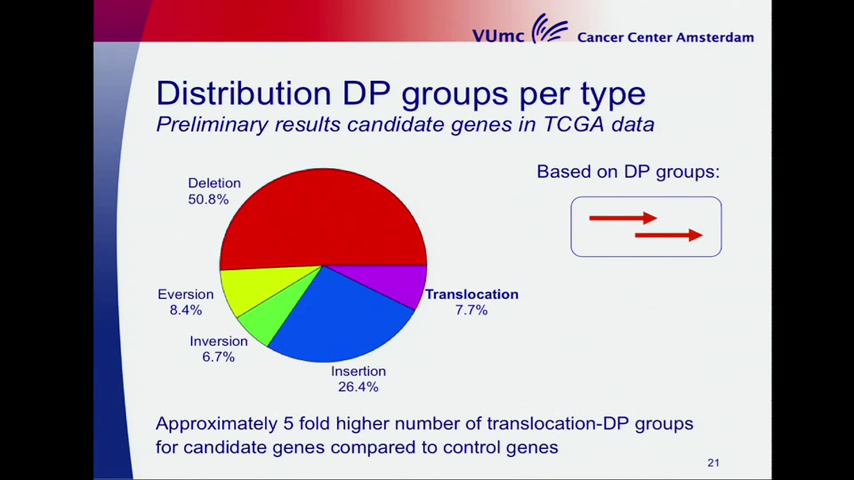 VUmc Cancer Center Amsterdam
Distribution DP groups per type
Preliminary results candidate genes in TCGA data
Based on DP groups:
Deletion
50.8%
Eversion
8.4%
Translocation
7.7%
Inversion
6.7%
Insertion
26.4%
Approximately 5 fold higher number of translocation-DP groups
for candidate genes compared to control genes
21